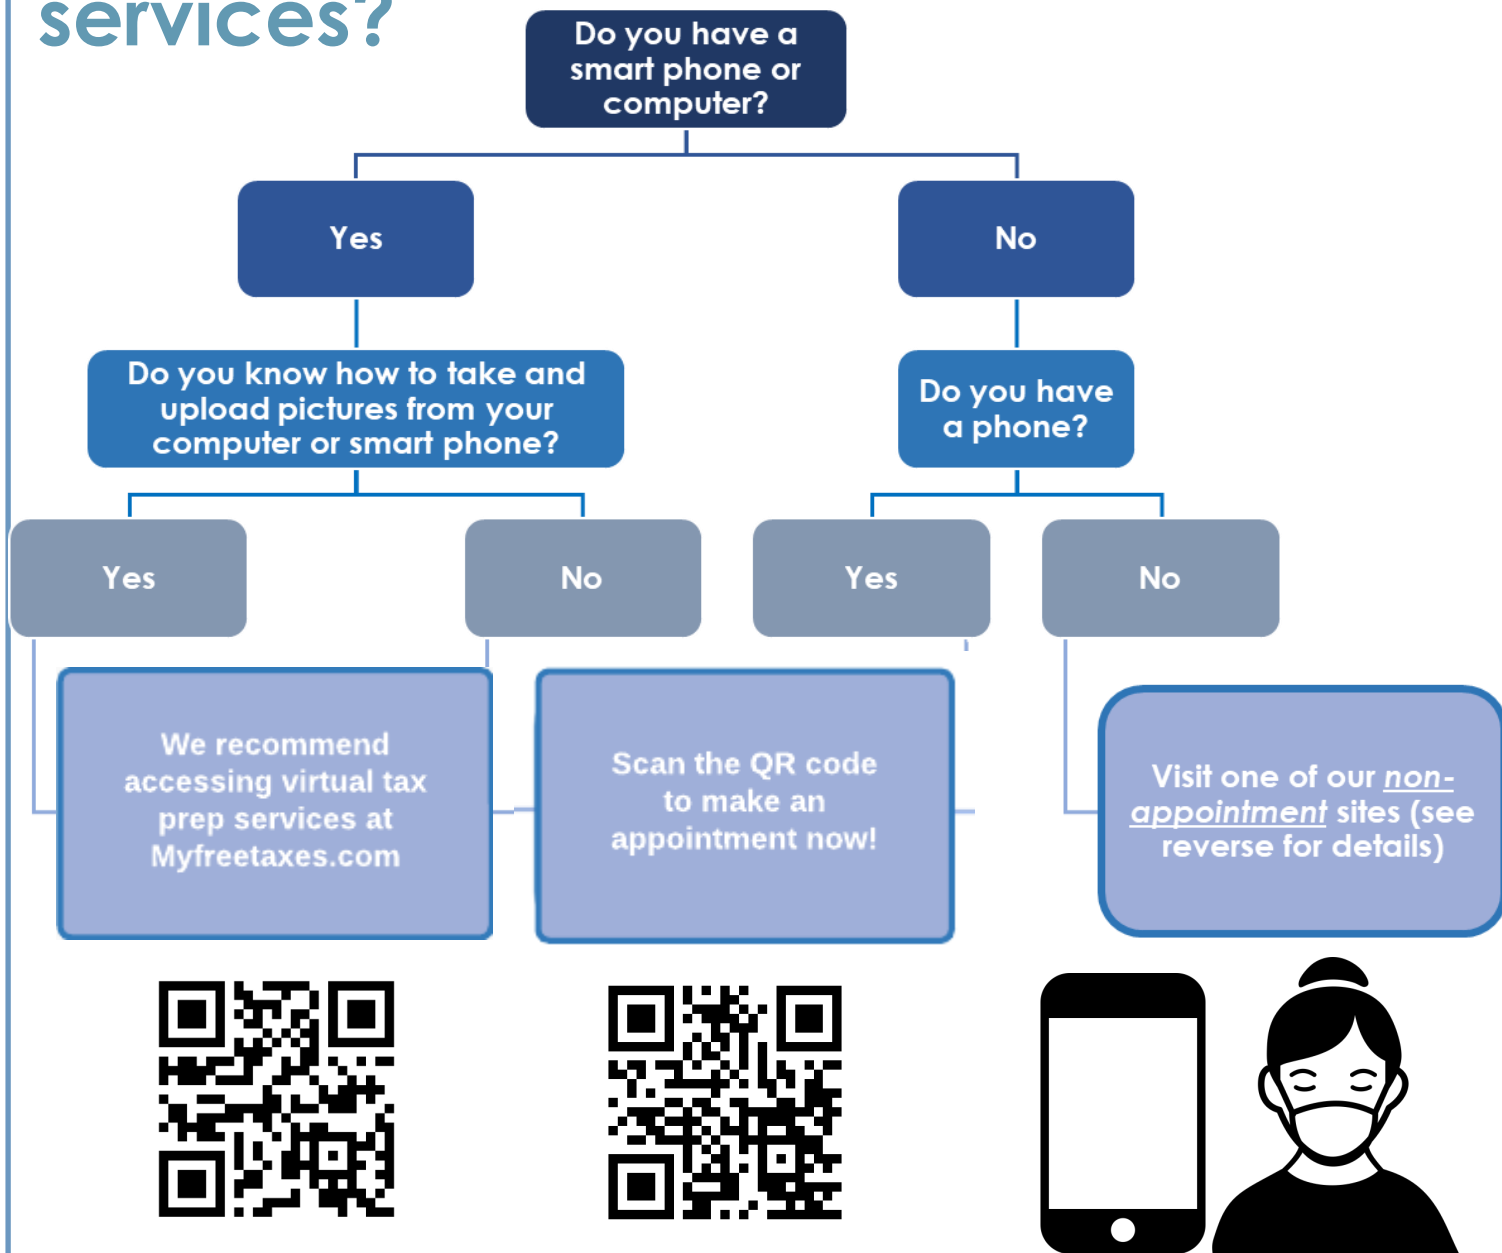 services?
Do you have a
smart phone or
computer?
Yes
No
Do you know how to take and
upload pictures from your
computer or smart phone?
Do you have
a phone?
Yes
No
Yes
No
We recommend
accessing virtual tax
prep services at
Myfreetaxes.com
Scan the QR code
to make an
appointment now!
Visit one of our non-
appointment sites (see
reverse for details)